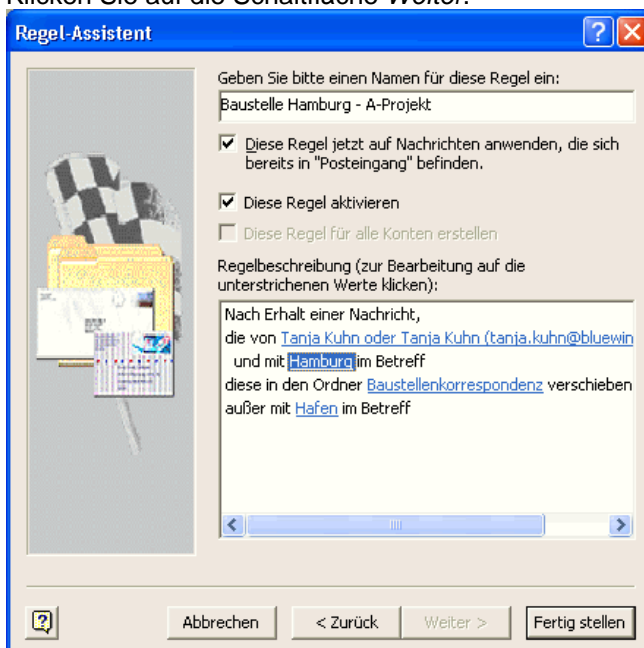 Klicken Sie auf die Schaltfläche Weiter.
Regel-Assistent
Geben Sie bitte einen Namen für diese Regel ein:
Baustelle Hamburg - A-Projekt
Diese Regel jetzt auf Nachrichten anwenden, die sich
bereits in "Posteingang" befinden.
Diese Regel aktivieren
Diese Regel für alle Konten erstellen
Regelbeschreibung (zur Bearbeitung auf die
unterstrichenen Werte klicken):
Nach Erhalt einer Nachricht,
die von Tanja Kuhn oder Tanja Kuhn (tanja.kuhn@bluewin
und mit Hamburg im Betreff
diese in den Ordner Baustellenkorrespondenz verschieben
außer mit Hafen im Betreff
Abbrechen
< Zurück
Weiter >
Fertig stellen